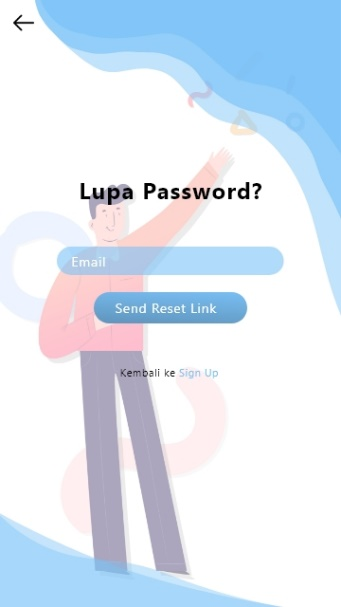 Lupa Password?
Email
Send Reset Link
Kembali ke Sign Up